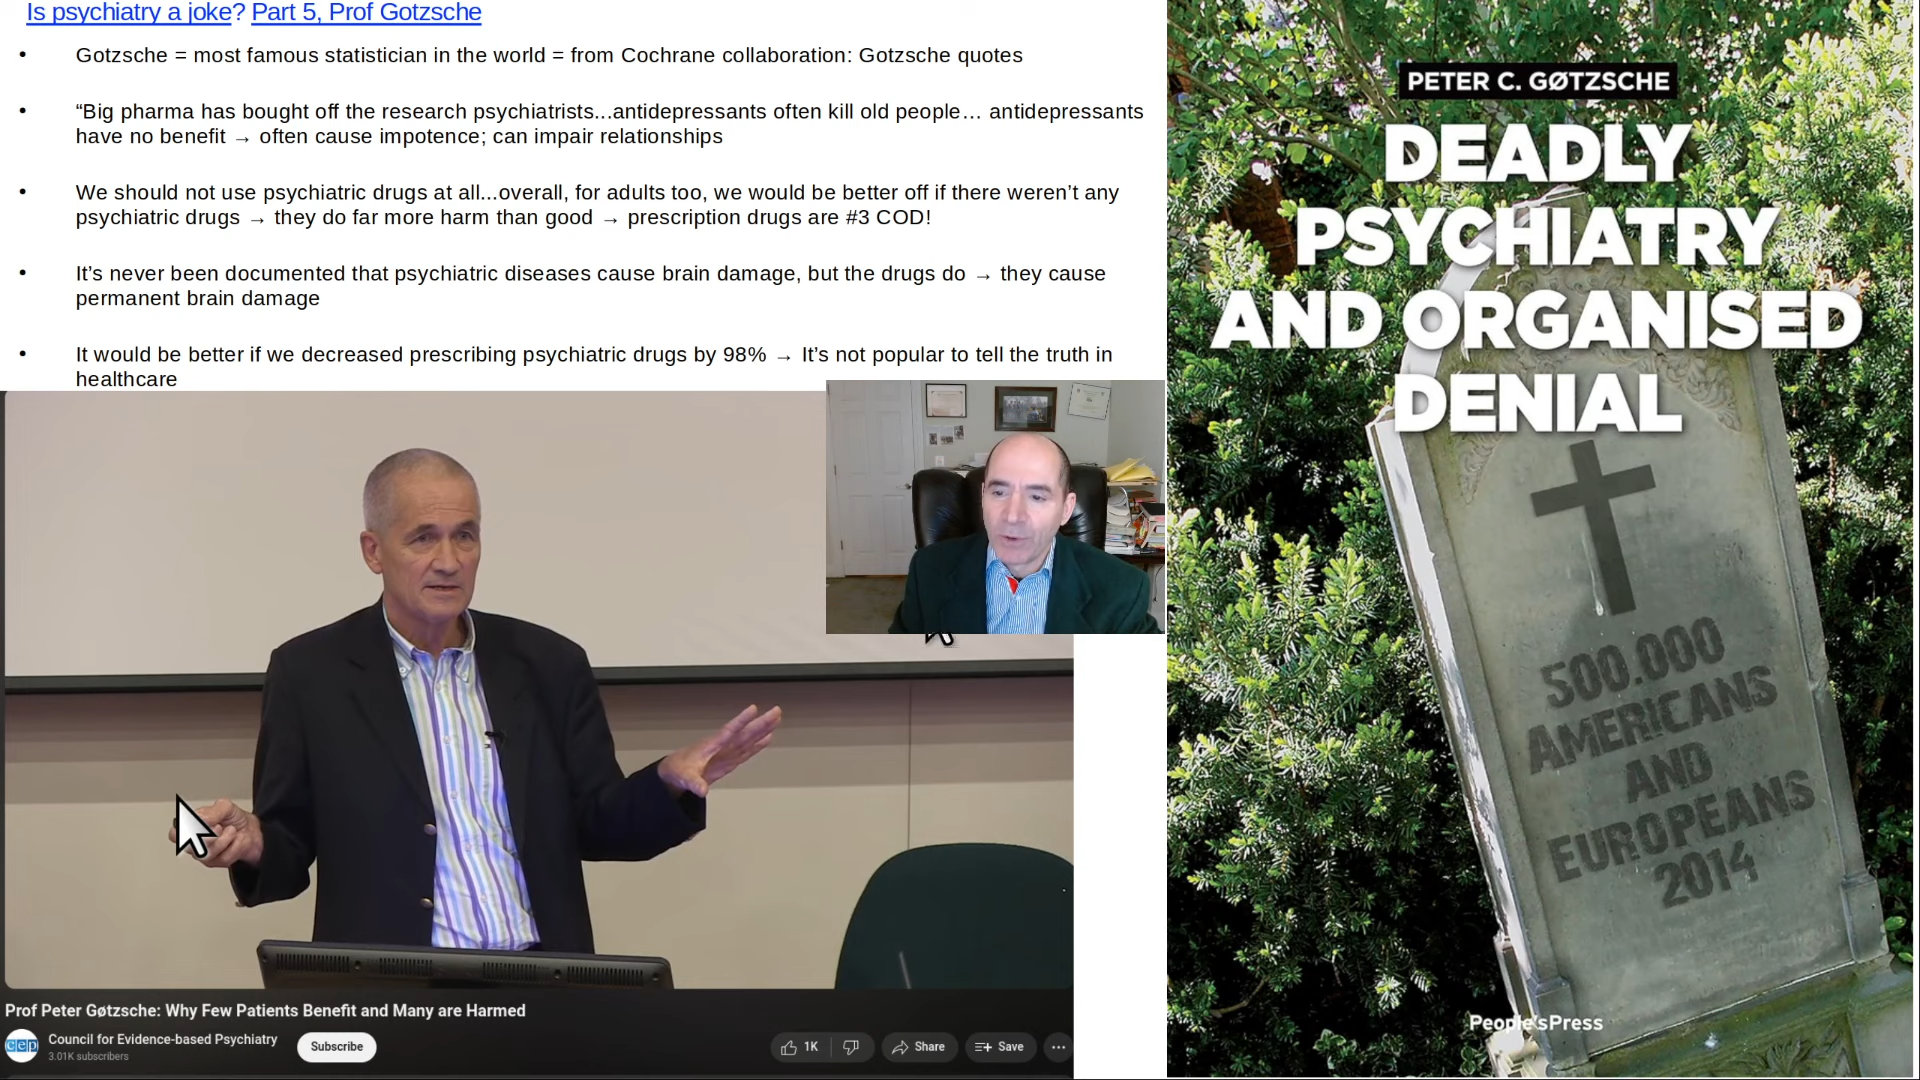 Is psychiatry a joke? Part 5, Prof Gotzsche
• Gotzsche = most famous statistician in the world = from Cochrane collaboration: Gotzsche quotes
• “Big pharma has bought off the research psychiatrists...antidepressants often kill old people… antidepressants
have no benefit → often cause impotence; can impair relationships
• We should not use psychiatric drugs at all...overall, for adults too, we would be better off if there weren’t any
psychiatric drugs → they do far more harm than good → prescription drugs are #3 COD!
• It’s never been documented that psychiatric diseases cause brain damage, but the drugs do → they cause
permanent brain damage
• It would be better if we decreased prescribing psychiatric drugs by 98% → It’s not popular to tell the truth in
healthcare
Prof Peter Gøtzsche: Why Few Patients Benefit and Many are Harmed
cep
Council for Evidence-based Psychiatry
3.01K subscribers
Subscribe
1K
Share
Save
PETER C. GØTZSCHE
DEADLY
PSYCHIATRY
AND ORGANISED
DENIAL
500.000
AMERICANS
AND
EUROPEANS
2014
People'sPress